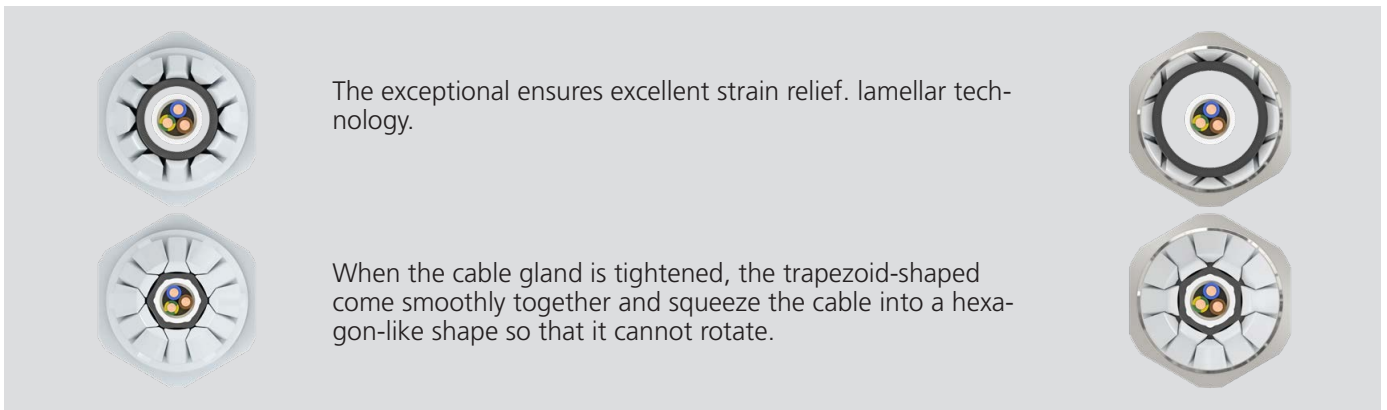 The exceptional ensures excellent strain relief. lamellar tech-
nology.
When the cable gland is tightened, the trapezoid-shaped
come smoothly together and squeeze the cable into a hexa-
gon-like shape so that it cannot rotate.